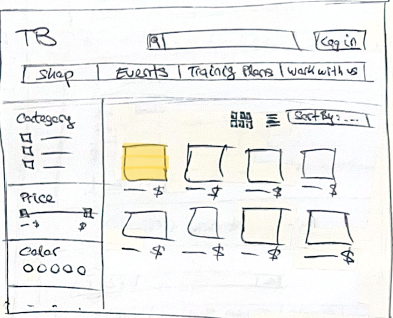 TB Log in
Shop | Events | Training Plans | Work with us
Category
Sort By: ....
$ $ $ $
Price
$
Color
$ $ $ $